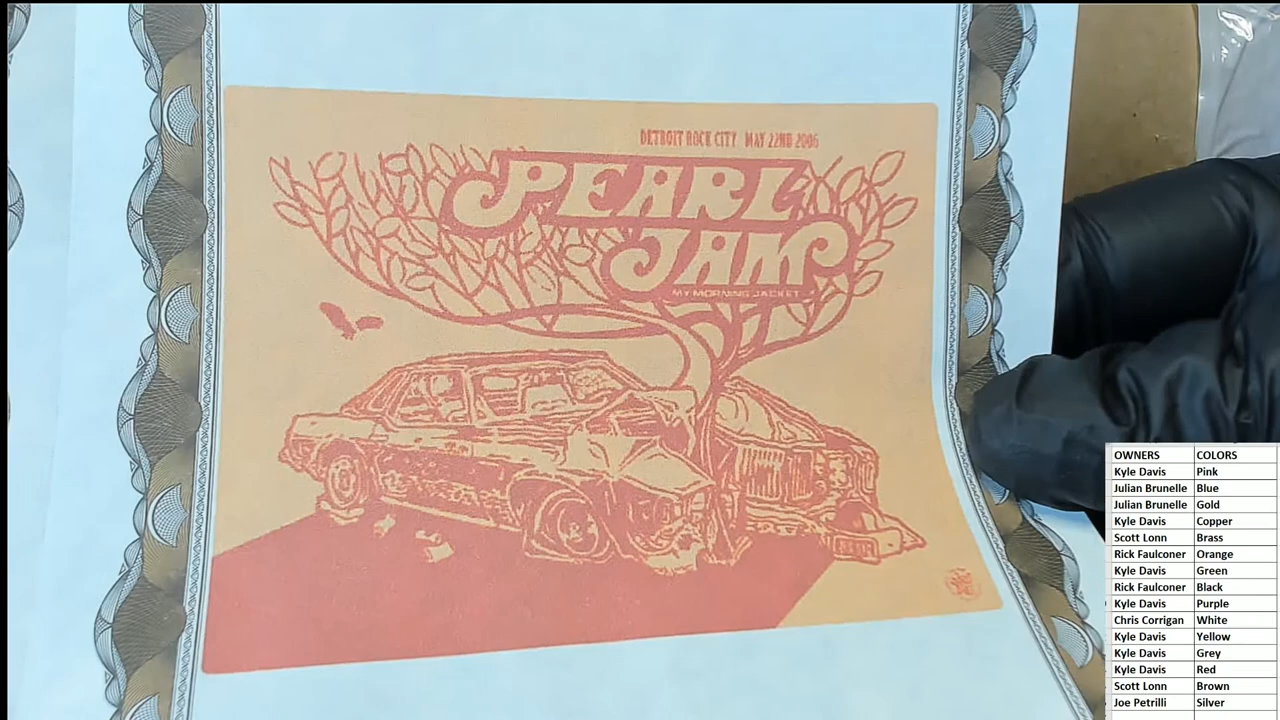 DETROIT ROCK CITY MAY 22ND 2006
PEARL
JAM
MY MORNING JACKET
OWNERS COLORS
Kyle Davis Pink
Julian Brunelle Blue
Julian Brunelle Gold
Kyle Davis Copper
Scott Lonn Brass
Rick Faulconer Orange
Kyle Davis Green
Rick Faulconer Black
Kyle Davis Purple
Chris Corrigan White
Kyle Davis Yellow
Kyle Davis Grey
Kyle Davis Red
Scott Lonn Brown
Joe Petrilli Silver